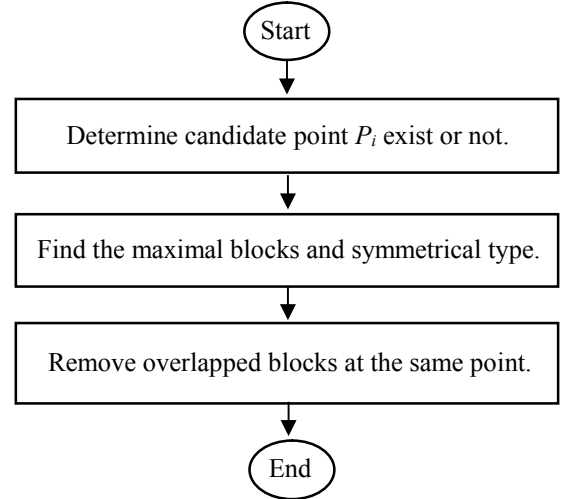 Start
Determine candidate point Pi exist or not.
Find the maximal blocks and symmetrical type.
Remove overlapped blocks at the same point.
End